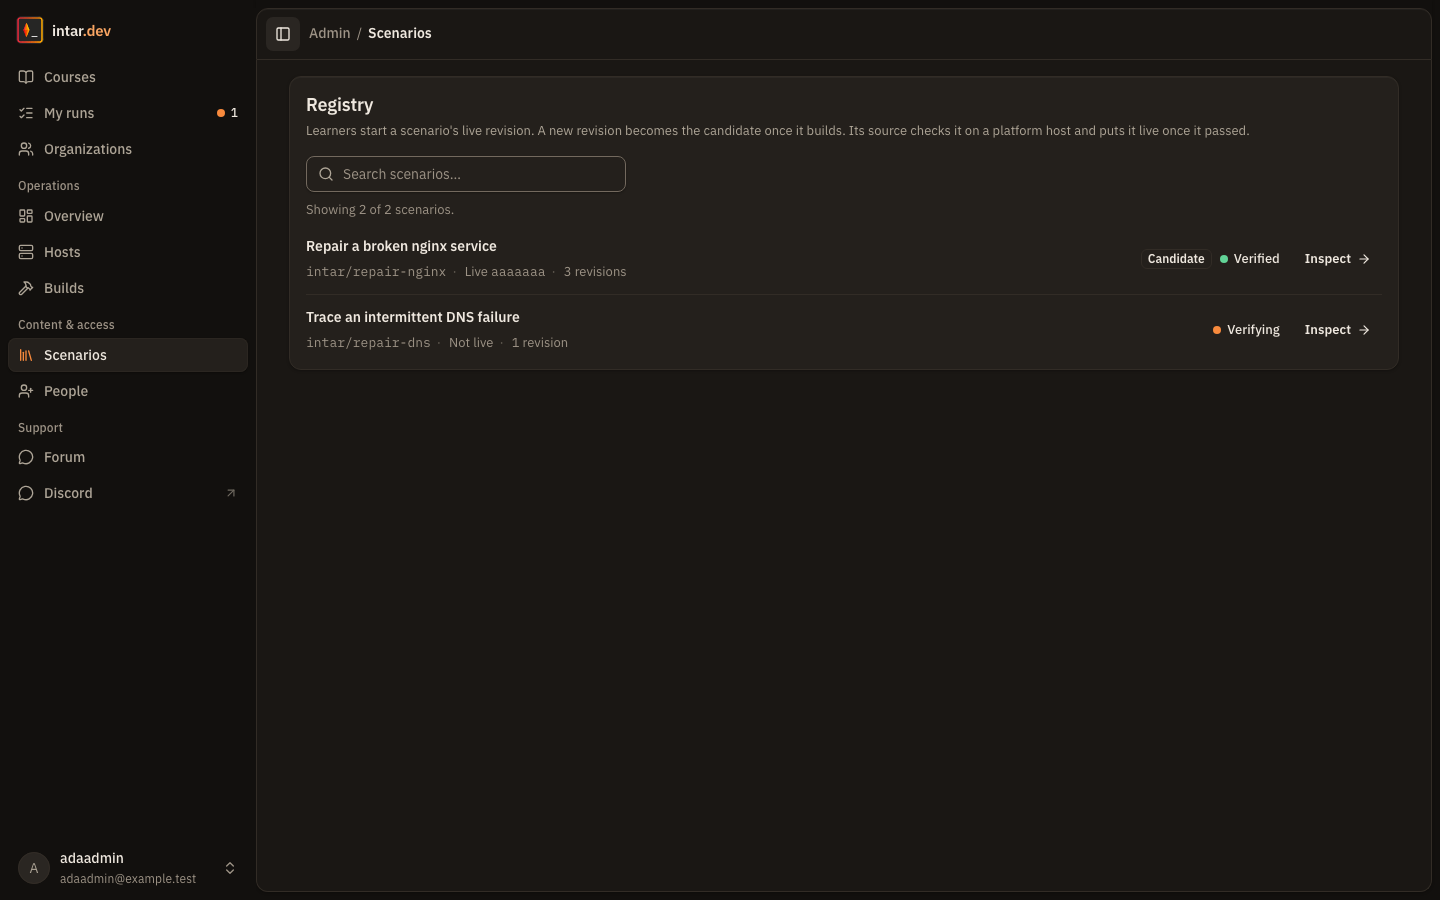 intar.dev
Courses
My runs
1
Organizations
Operations
Overview
Hosts
Builds
Content & access
Scenarios
People
Support
Forum
Discord
A
adaadmin
adaadmin@example.test
Admin / Scenarios
Registry
Learners start a scenario's live revision. A new revision becomes the candidate once it builds. Its source checks it on a platform host and puts it live once it passed.
Search scenarios...
Showing 2 of 2 scenarios.
Repair a broken nginx service
intar/repair-nginx · Live aaaaaaa · 3 revisions
Candidate
Verified
Inspect
Trace an intermittent DNS failure
intar/repair-dns · Not live · 1 revision
Verifying
Inspect